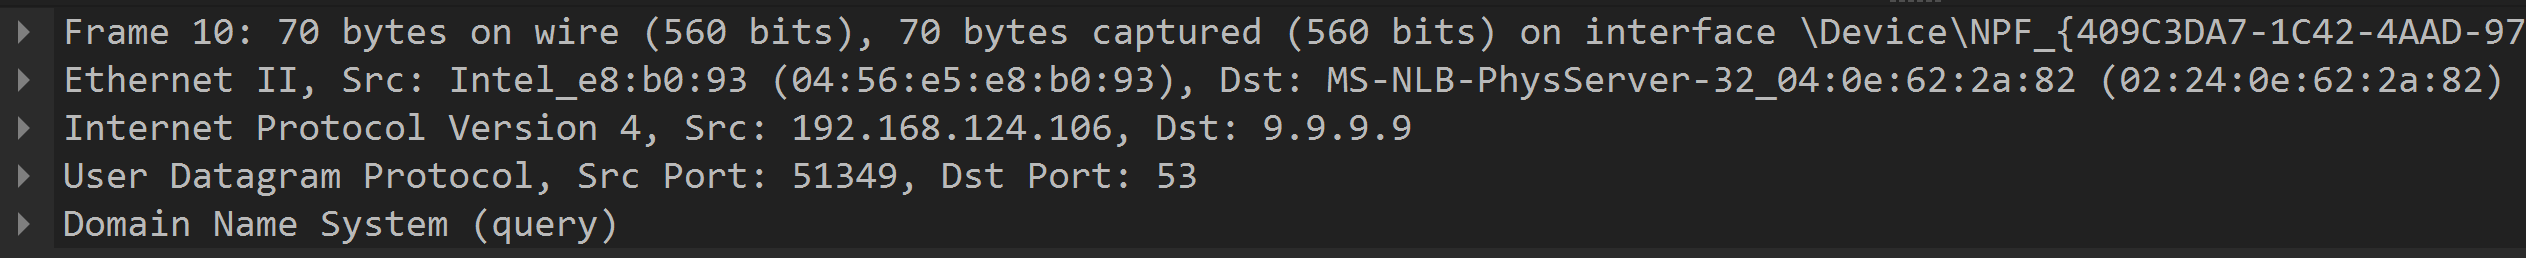 Frame 10: 70 bytes on wire (560 bits), 70 bytes captured (560 bits) on interface \Device\NPF_{409C3DA7-1C42-4AAD-97
Ethernet II, Src: Intel_e8:b0:93 (04:56:e5:e8:b0:93), Dst: MS-NLB-PhysServer-32_04:0e:62:2a:82 (02:24:0e:62:2a:82)
Internet Protocol Version 4, Src: 192.168.124.106, Dst: 9.9.9.9
User Datagram Protocol, Src Port: 51349, Dst Port: 53
Domain Name System (query)